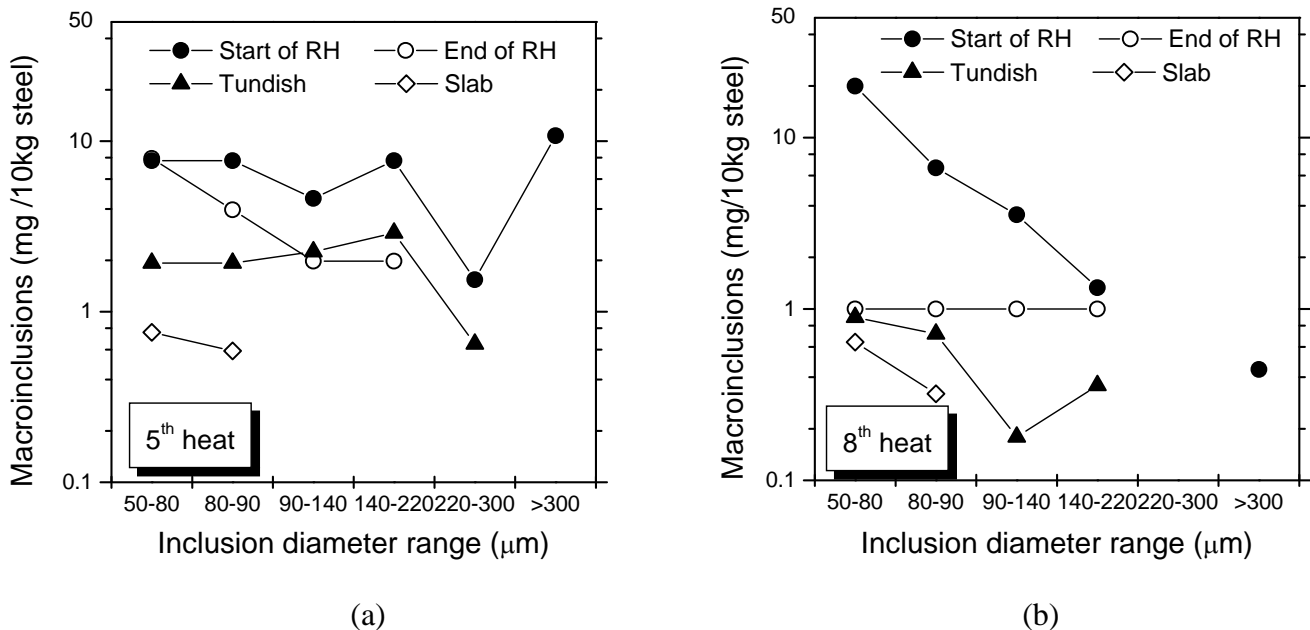 50
10
1
0.1
Macroinclusions (mg /10kg steel)
Start of RH
End of RH
Tundish
Slab
5th heat
50-80 80-90 90-140 140-220 220-300 >300
Inclusion diameter range (μm)
(a)
50
10
1
0.1
Macroinclusions (mg/10kg steel)
Start of RH
End of RH
Tundish
Slab
8th heat
50-80 80-90 90-140 140-220 220-300 >300
Inclusion diameter range (μm)
(b)